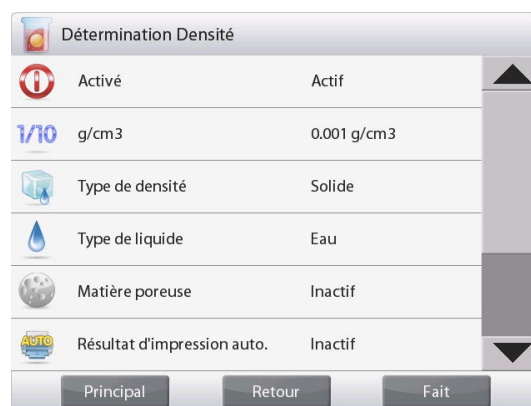 Détermination Densité
Activé Actif
1/10 g/cm3 0.001 g/cm3
Type de densité Solide
Type de liquide Eau
Matière poreuse Inactif
AUTO Résultat d'impression auto. Inactif
Principal Retour Fait